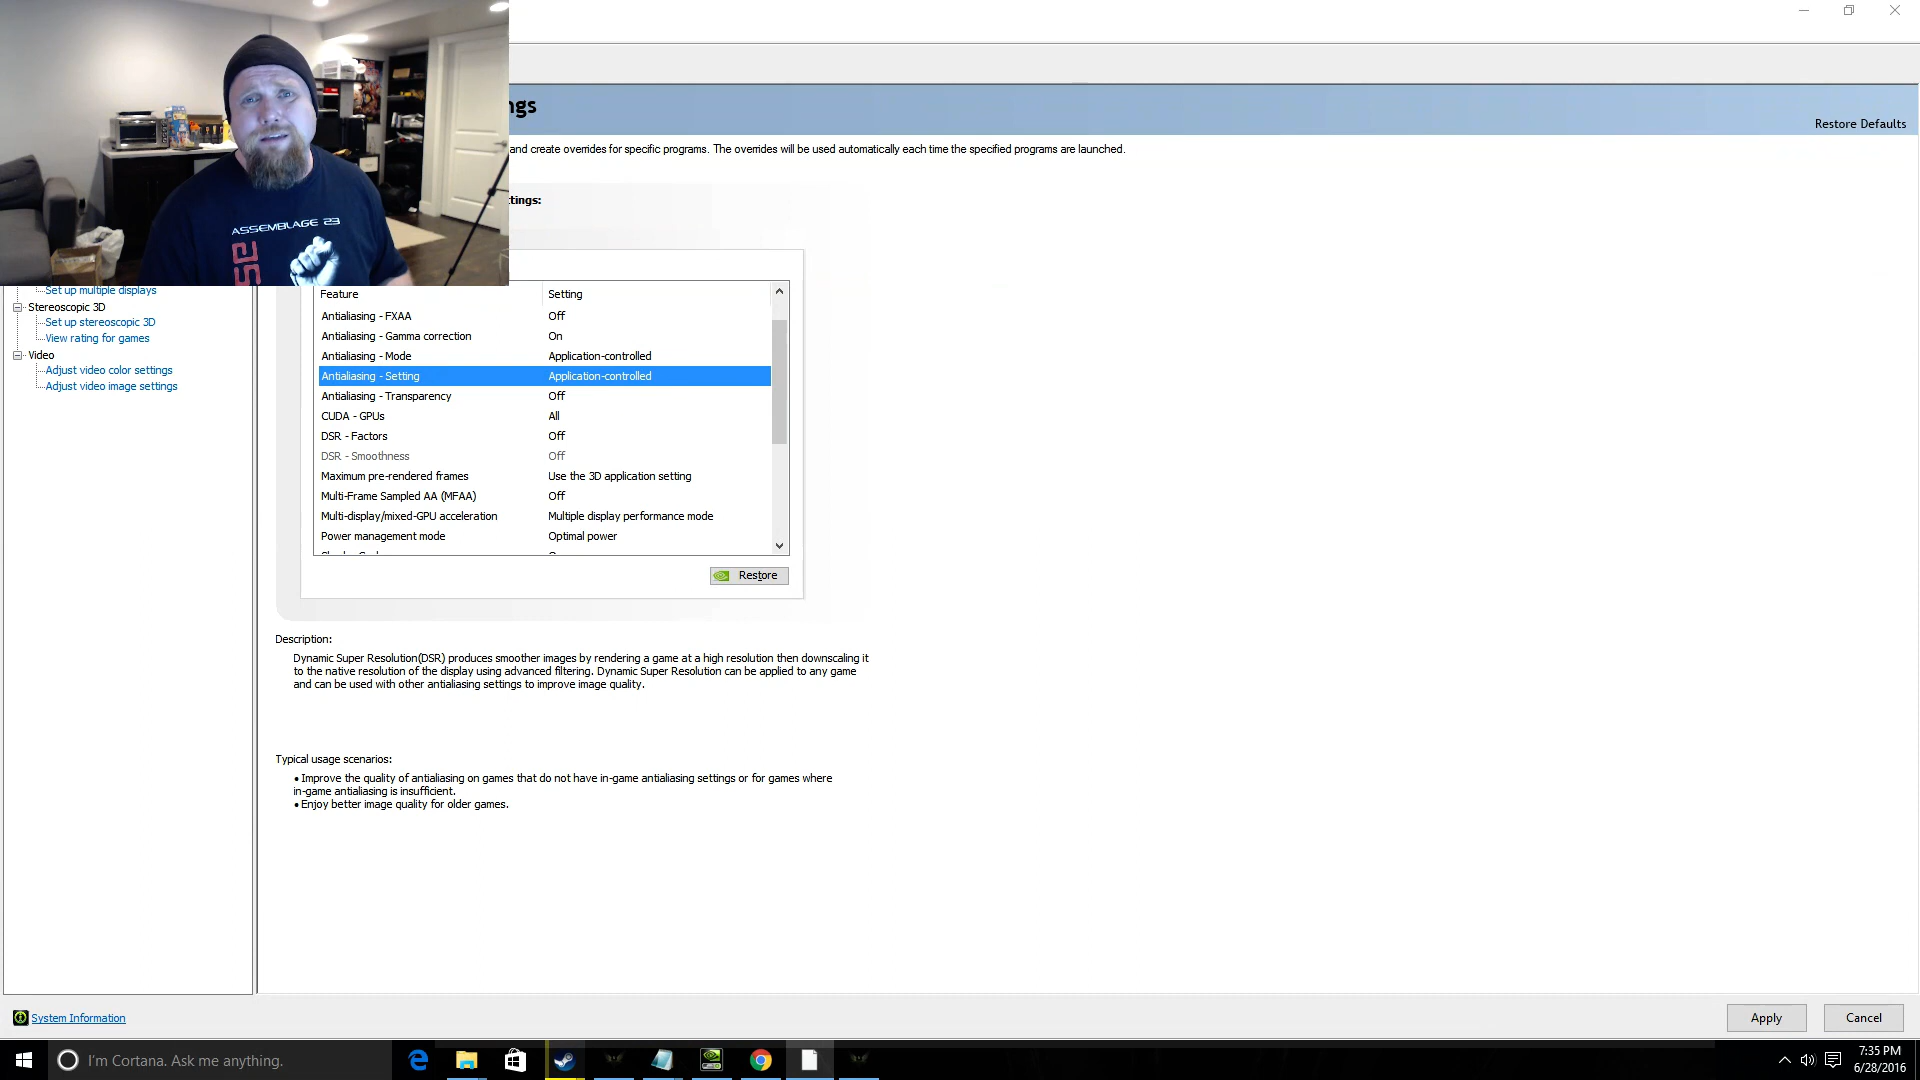 ngs
Restore Defaults
and create overrides for specific programs. The overrides will be used automatically each time the specified programs are launched.
ttings:
ASSEMBLAGE 23
Set up multiple displays
Stereoscopic 3D
Set up stereoscopic 3D
View rating for games
Video
Adjust video color settings
Adjust video image settings
Feature Setting
Antialiasing - FXAA Off
Antialiasing - Gamma correction On
Antialiasing - Mode Application-controlled
Antialiasing - Setting Application-controlled
Antialiasing - Transparency Off
CUDA - GPUs All
DSR - Factors Off
DSR - Smoothness Off
Maximum pre-rendered frames Use the 3D application setting
Multi-Frame Sampled AA (MFAA) Off
Multi-display/mixed-GPU acceleration Multiple display performance mode
Power management mode Optimal power
Restore
Description:
Dynamic Super Resolution(DSR) produces smoother images by rendering a game at a high resolution then downscaling it
to the native resolution of the display using advanced filtering. Dynamic Super Resolution can be applied to any game
and can be used with other antialiasing settings to improve image quality.
Typical usage scenarios:
• Improve the quality of antialiasing on games that do not have in-game antialiasing settings or for games where
in-game antialiasing is insufficient.
• Enjoy better image quality for older games.
System Information
Apply
Cancel
I'm Cortana. Ask me anything.
7:35 PM
6/28/2016